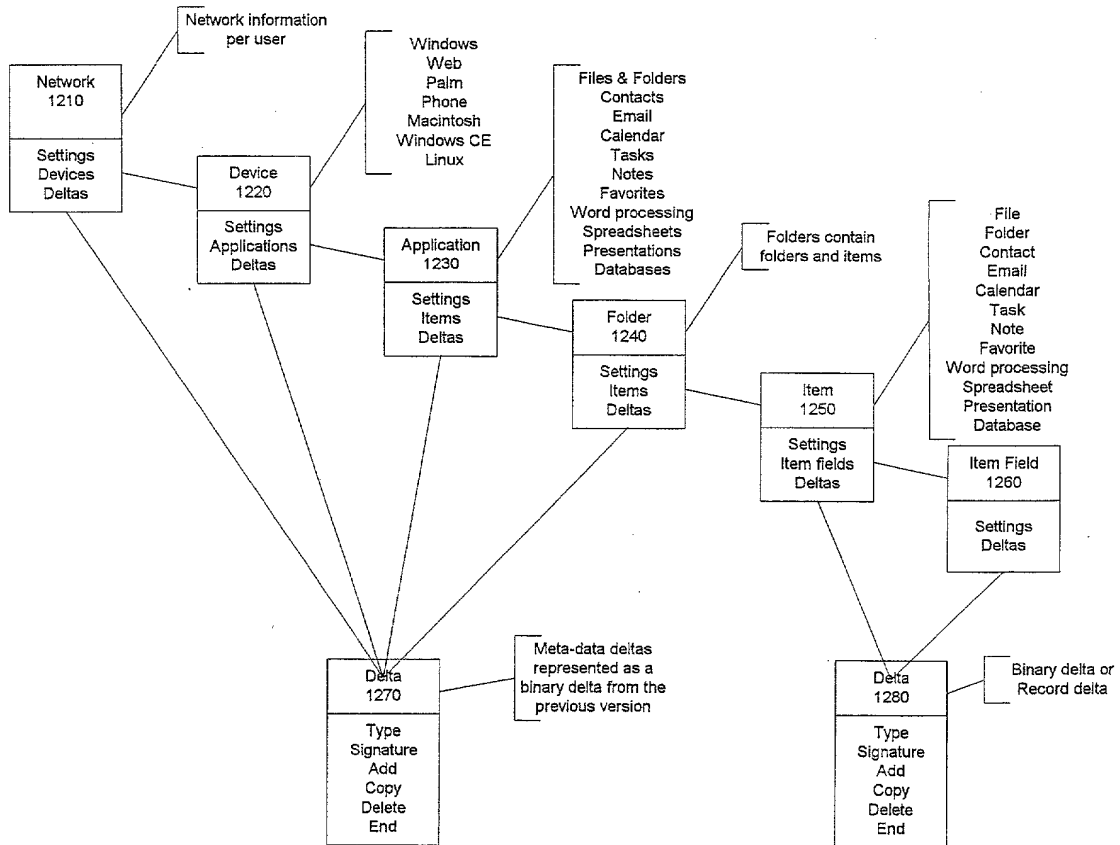 Network information
per user
Network
1210
Settings
Devices
Deltas
Windows
Web
Palm
Phone
Macintosh
Windows CE
Linux
Device
1220
Settings
Applications
Deltas
Files & Folders
Contacts
Email
Calendar
Tasks
Notes
Favorites
Word processing
Spreadsheets
Presentations
Databases
Application
1230
Settings
Items
Deltas
Folders contain
folders and items
Folder
1240
Settings
Items
Deltas
File
Folder
Contact
Email
Calendar
Task
Note
Favorite
Word processing
Spreadsheet
Presentation
Database
Item
1250
Settings
Item fields
Deltas
Item Field
1260
Settings
Deltas
Delta
1270
Type
Signature
Add
Copy
Delete
End
Meta-data deltas
represented as a
binary delta from the
previous version
Delta
1280
Type
Signature
Add
Copy
Delete
End
Binary delta or
Record delta